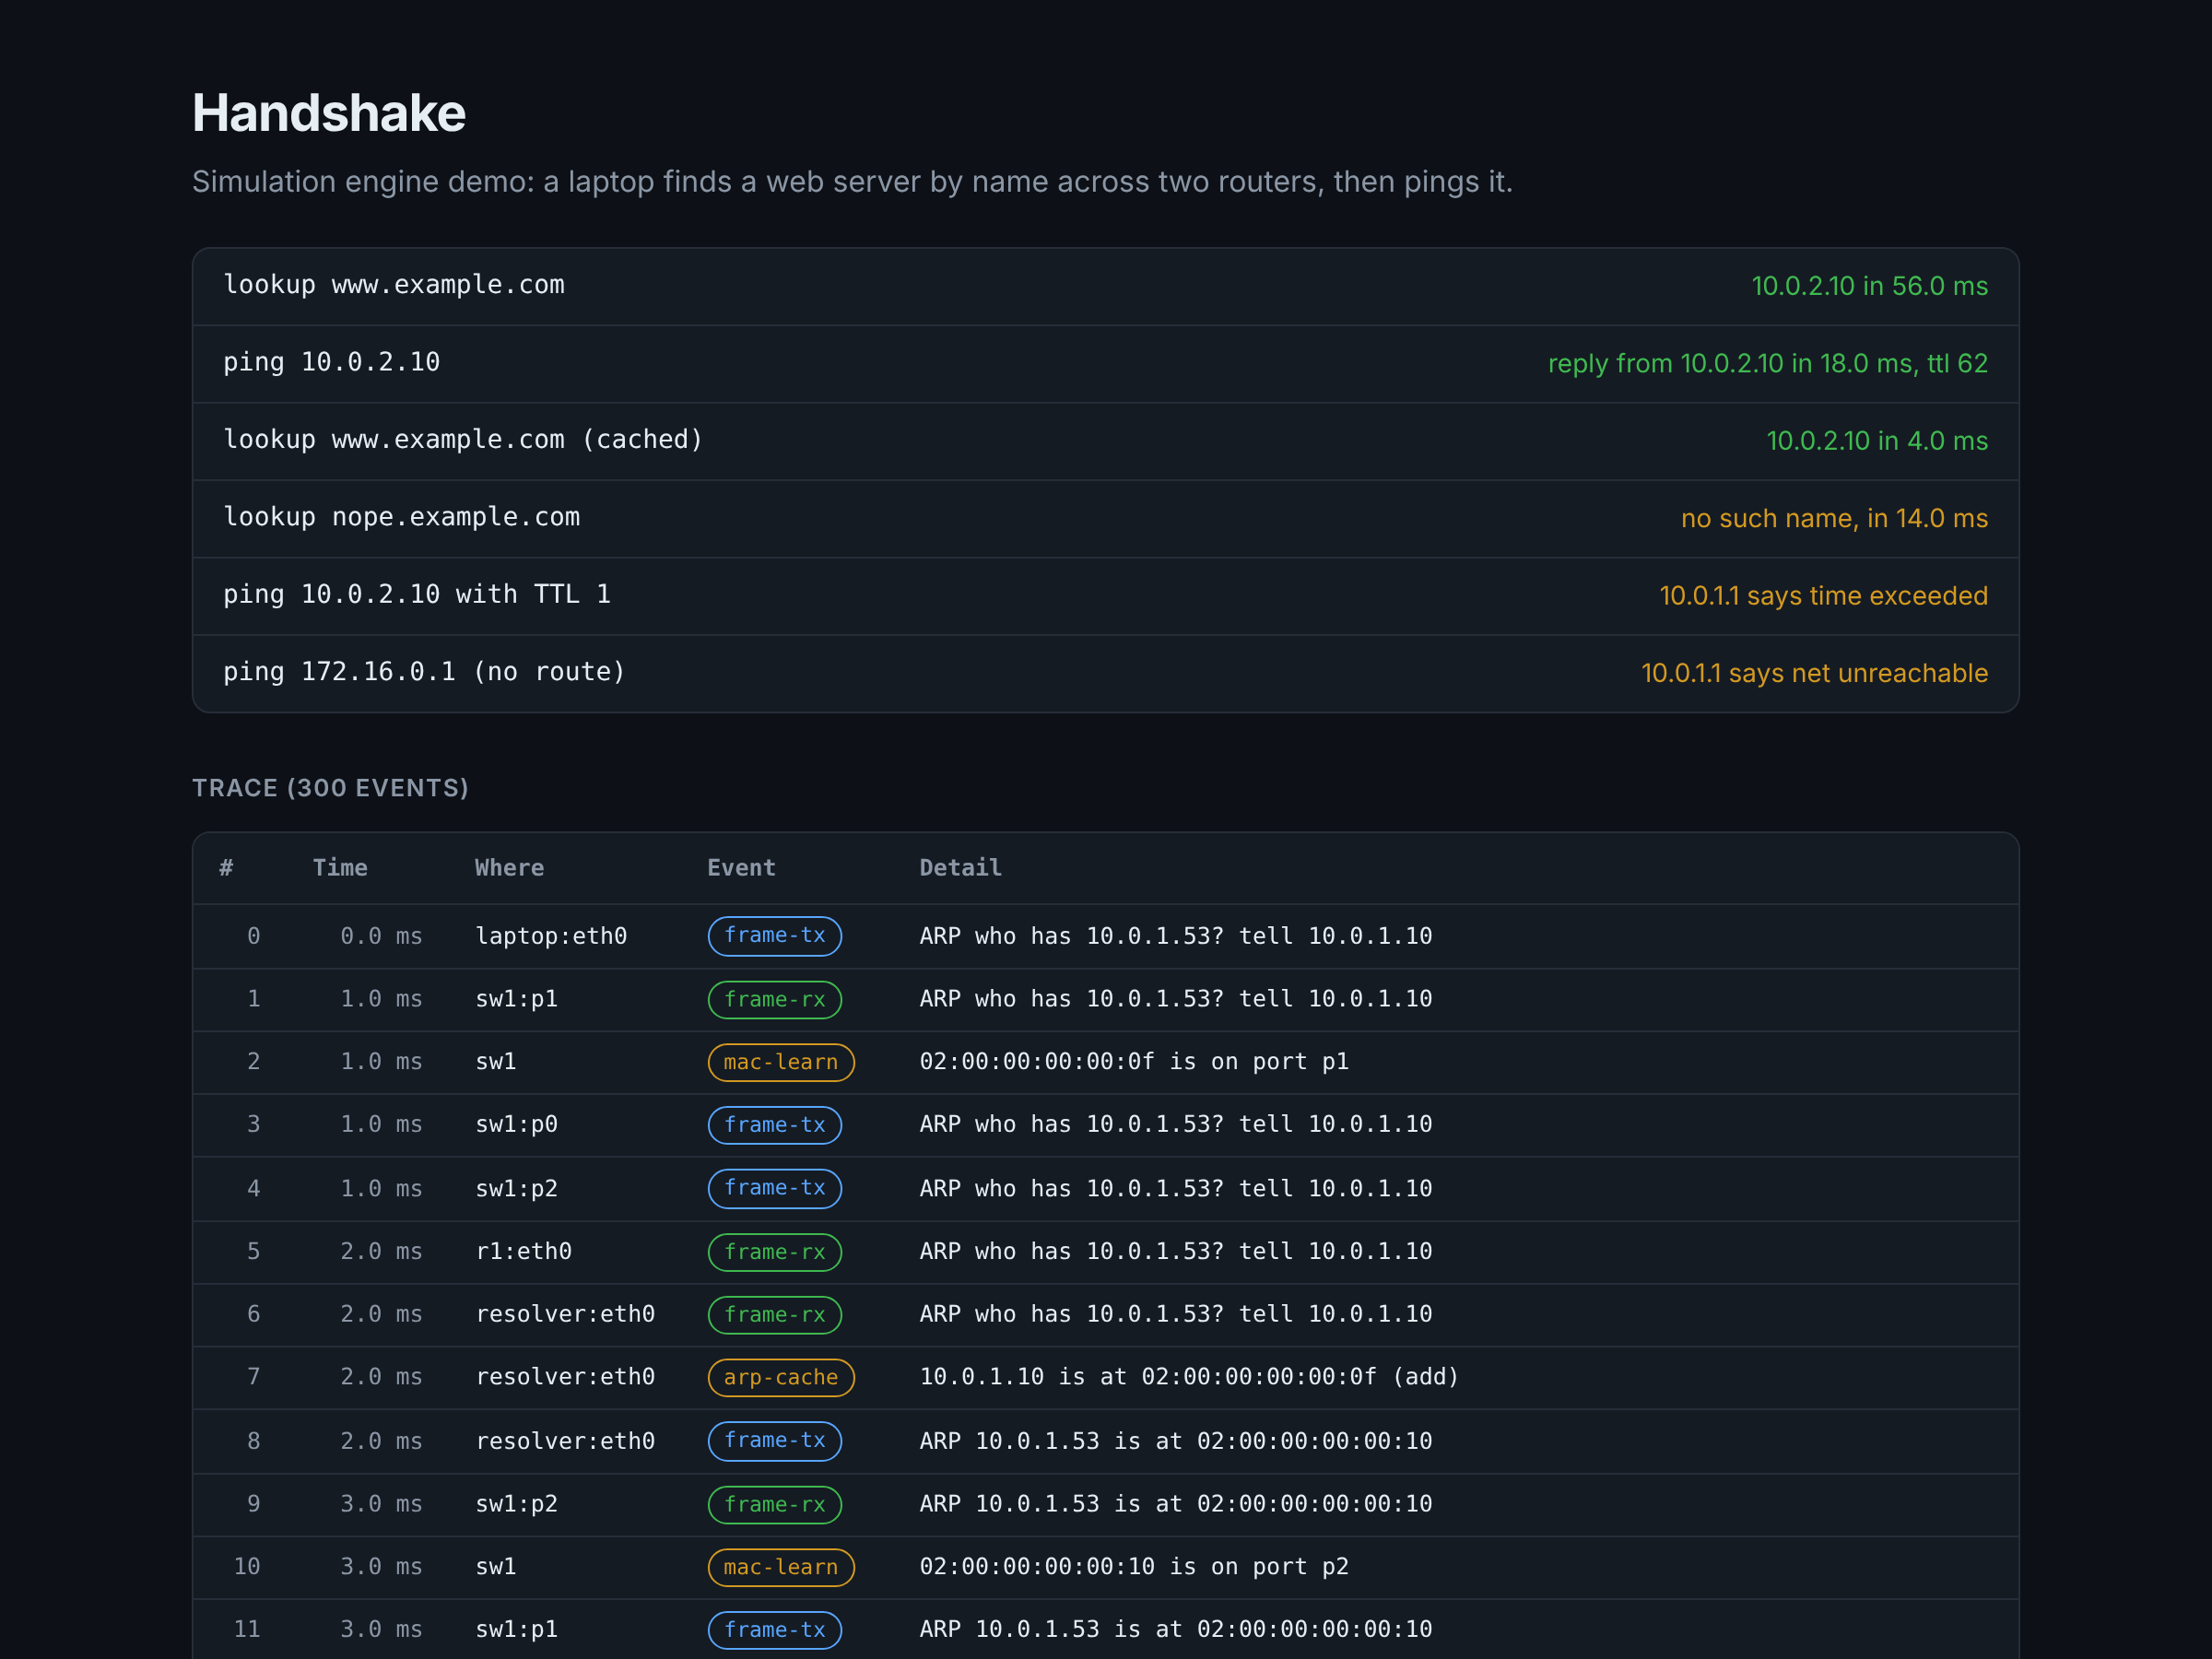 Handshake
Simulation engine demo: a laptop finds a web server by name across two routers, then pings it.
lookup www.example.com 10.0.2.10 in 56.0 ms
ping 10.0.2.10 reply from 10.0.2.10 in 18.0 ms, ttl 62
lookup www.example.com (cached) 10.0.2.10 in 4.0 ms
lookup nope.example.com no such name, in 14.0 ms
ping 10.0.2.10 with TTL 1 10.0.1.1 says time exceeded
ping 172.16.0.1 (no route) 10.0.1.1 says net unreachable
TRACE (300 EVENTS)
# Time Where Event Detail
0 0.0 ms laptop:eth0 frame-tx ARP who has 10.0.1.53? tell 10.0.1.10
1 1.0 ms sw1:p1 frame-rx ARP who has 10.0.1.53? tell 10.0.1.10
2 1.0 ms sw1 mac-learn 02:00:00:00:00:0f is on port p1
3 1.0 ms sw1:p0 frame-tx ARP who has 10.0.1.53? tell 10.0.1.10
4 1.0 ms sw1:p2 frame-tx ARP who has 10.0.1.53? tell 10.0.1.10
5 2.0 ms r1:eth0 frame-rx ARP who has 10.0.1.53? tell 10.0.1.10
6 2.0 ms resolver:eth0 frame-rx ARP who has 10.0.1.53? tell 10.0.1.10
7 2.0 ms resolver:eth0 arp-cache 10.0.1.10 is at 02:00:00:00:00:0f (add)
8 2.0 ms resolver:eth0 frame-tx ARP 10.0.1.53 is at 02:00:00:00:00:10
9 3.0 ms sw1:p2 frame-rx ARP 10.0.1.53 is at 02:00:00:00:00:10
10 3.0 ms sw1 mac-learn 02:00:00:00:00:10 is on port p2
11 3.0 ms sw1:p1 frame-tx ARP 10.0.1.53 is at 02:00:00:00:00:10